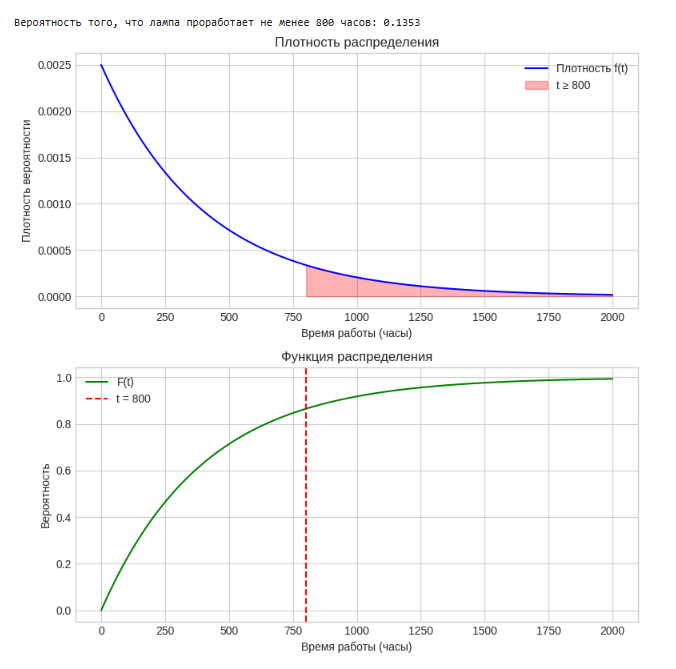 Вероятность того, что лампа проработает не менее 800 часов: 0.1353
Плотность распределения
Плотность f(t)
t ≥ 800
0.0025
0.0020
0.0015
0.0010
0.0005
0.0000
Плотность вероятности
0 250 500 750 1000 1250 1500 1750 2000
Время работы (часы)
Функция распределения
F(t)
t = 800
1.0
0.8
0.6
0.4
0.2
0.0
Вероятность
0 250 500 750 1000 1250 1500 1750 2000
Время работы (часы)